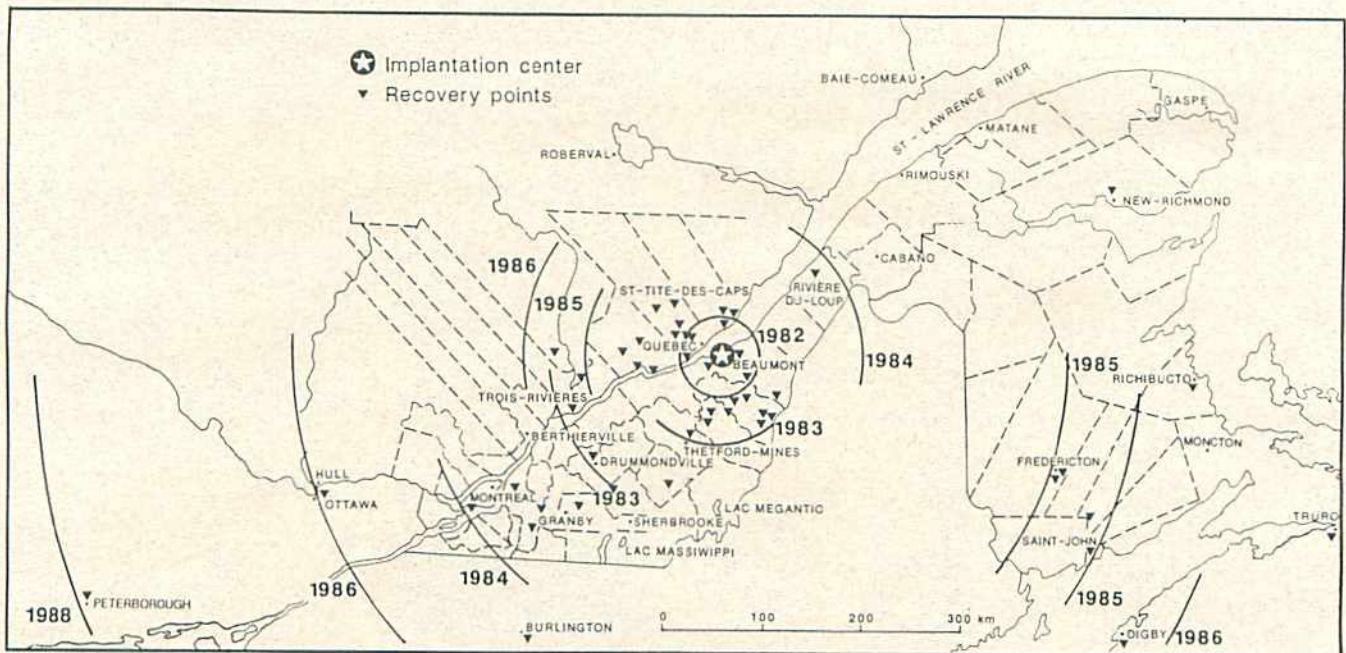 Implantation center
Recovery points
BAIE-COMEAU
ST-LAWRENCE RIVER
GASPE
MATANE
ROBERVAL
RIMOUSKI
NEW-RICHMOND
CABANO
1986
ST-TITE-DES-CAPS
RIVIÈRE
DU-LOUP
1985
QUEBEC
1982
BEAUMONT
1984
1985
RICHIBUCTO
TROIS-RIVIÈRES
1983
BERTHIERVILLE
THETFORD-MINES
MONCTON
DRUMMONDVILLE
FREDERICTON
HULL
OTTAWA
MONTREAL
1983
LAC MEGANTIC
GRANBY
SHERBROOKE
TRURO
SAINT-JOHN
LAC MASSIWIPPI
1984
1986
1988
PETERBOROUGH
1985
0 100 200 300 km
BURLINGTON
DIGBY
1986